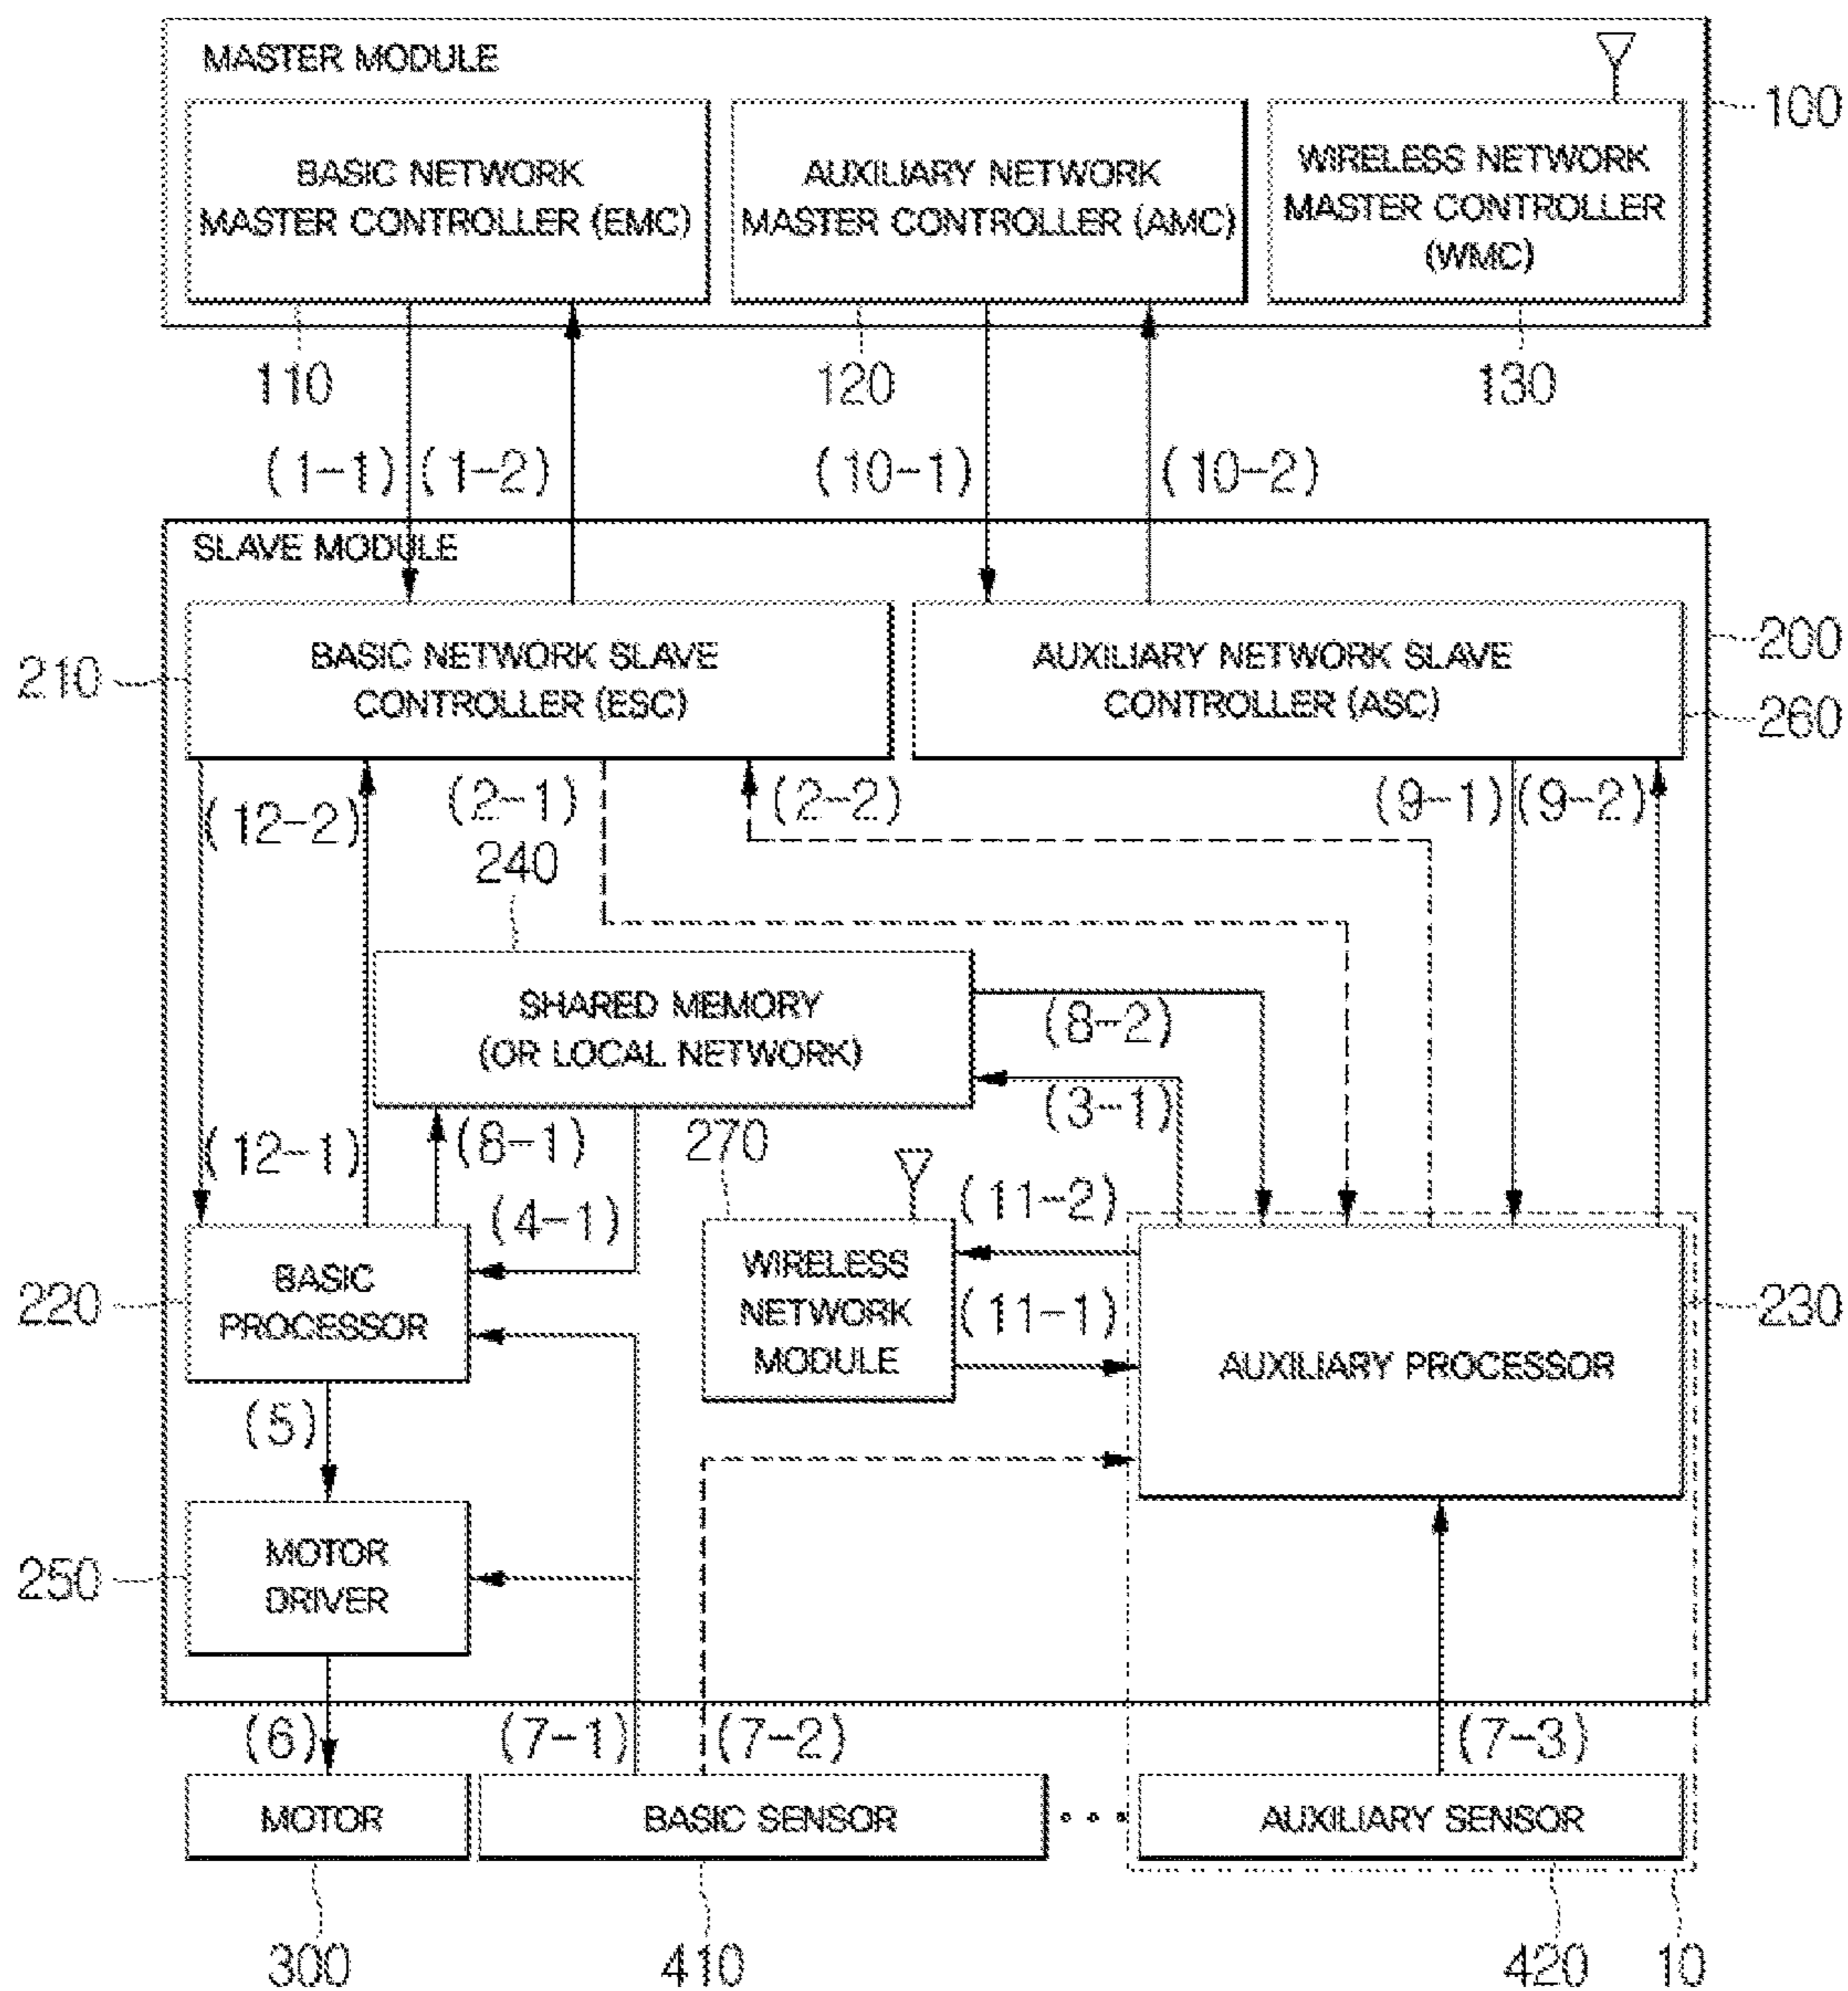 MASTER MODULE
100
BASIC NETWORK
MASTER CONTROLLER (EMC)
AUXILIARY NETWORK
MASTER CONTROLLER (AMC)
WIRELESS NETWORK
MASTER CONTROLLER
(WMC)
110
120
130
(1-1)
(1-2)
(10-1)
(10-2)
SLAVE MODULE
200
210
BASIC NETWORK SLAVE
CONTROLLER (ESC)
AUXILIARY NETWORK SLAVE
CONTROLLER (ASC)
260
(12-2)
(2-1)
(2-2)
(9-1)
(9-2)
240
SHARED MEMORY
(OR LOCAL NETWORK)
(8-2)
(3-1)
(12-1)
(8-1)
270
(4-1)
(11-2)
220
BASIC
PROCESSOR
WIRELESS
NETWORK
MODULE
(11-1)
230
AUXILIARY PROCESSOR
(5)
250
MOTOR
DRIVER
(6)
(7-1)
(7-2)
(7-3)
MOTOR
BASIC SENSOR
AUXILIARY SENSOR
300
410
420
10